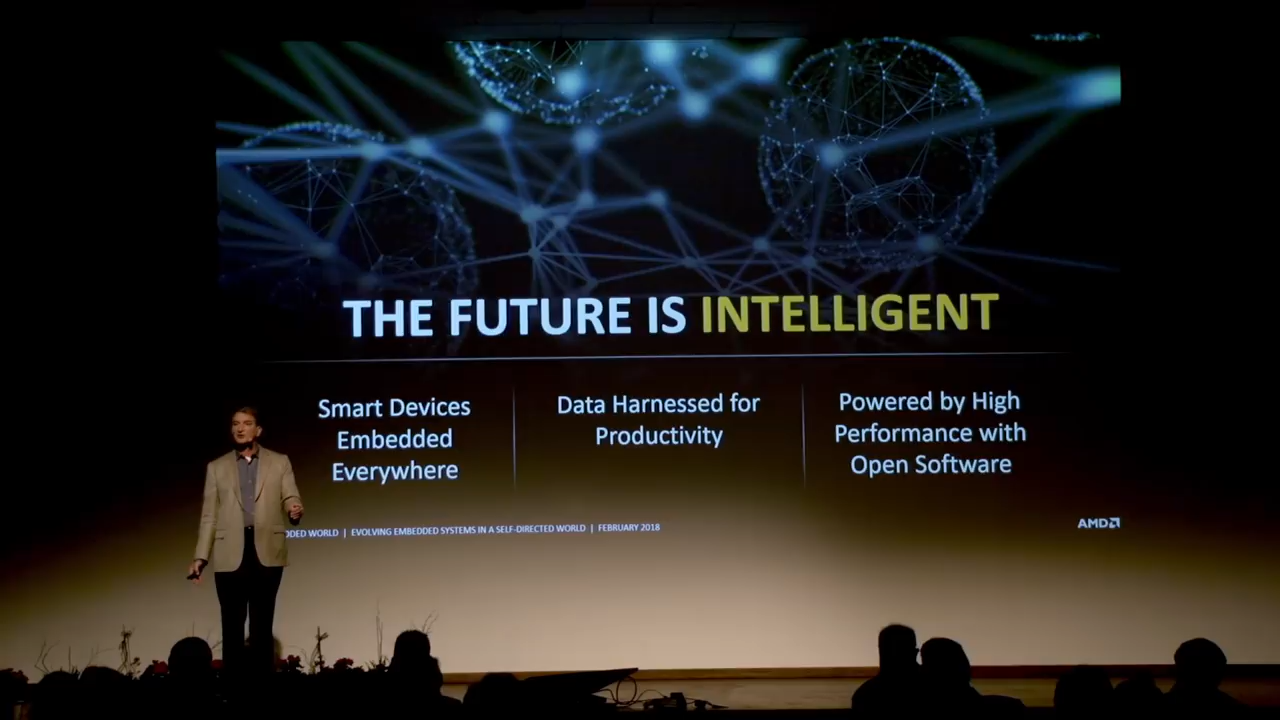 THE FUTURE IS INTELLIGENT
Smart Devices
Embedded
Everywhere
Data Harnessed for
Productivity
Powered by High
Performance with
Open Software
DDED WORLD | EVOLVING EMBEDDED SYSTEMS IN A SELF-DIRECTED WORLD | FEBRUARY 2018
AMD